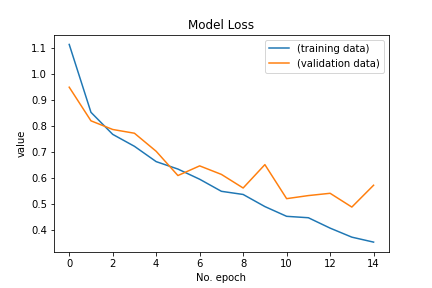 Model Loss
(training data)
(validation data)
value
1.1
1.0
0.9
0.8
0.7
0.6
0.5
0.4
0 2 4 6 8 10 12 14
No. epoch